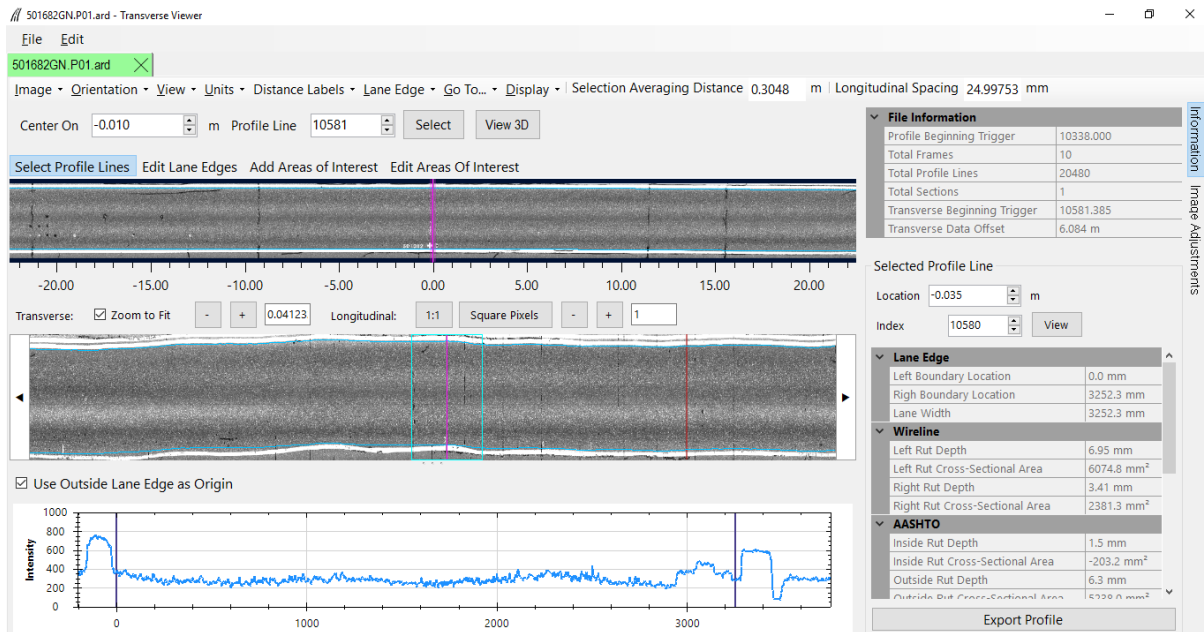 501682GN.P01.ard - Transverse Viewer
File Edit
501682GN.P01.ard
Image Orientation View Units Distance Labels Lane Edge Go To... Display Selection Averaging Distance 0.3048 m Longitudinal Spacing 24.99753 mm
Center On -0.010 m Profile Line 10581 Select View 3D
Select Profile Lines Edit Lane Edges Add Areas of Interest Edit Areas Of Interest
-20.00 -15.00 -10.00 -5.00 0.00 5.00 10.00 15.00 20.00
Transverse: Zoom to Fit - + 0.04123 Longitudinal: 1:1 Square Pixels - + 1
Use Outside Lane Edge as Origin
Intensity
1000
800
600
400
200
0
0 1000 2000 3000
File Information
Profile Beginning Trigger 10338.000
Total Frames 10
Total Profile Lines 20480
Total Sections 1
Transverse Beginning Trigger 10581.385
Transverse Data Offset 6.084 m
Selected Profile Line
Location -0.035 m
Index 10580 View
Lane Edge
Left Boundary Location 0.0 mm
Righ Boundary Location 3252.3 mm
Lane Width 3252.3 mm
Wireline
Left Rut Depth 6.95 mm
Left Rut Cross-Sectional Area 6074.8 mm²
Right Rut Depth 3.41 mm
Right Rut Cross-Sectional Area 2381.3 mm²
AASHTO
Inside Rut Depth 1.5 mm
Inside Rut Cross-Sectional Area -203.2 mm²
Outside Rut Depth 6.3 mm
Outside Rut Cross-Sectional Area 5238.0 mm²
Export Profile
Information
Image Adjustments